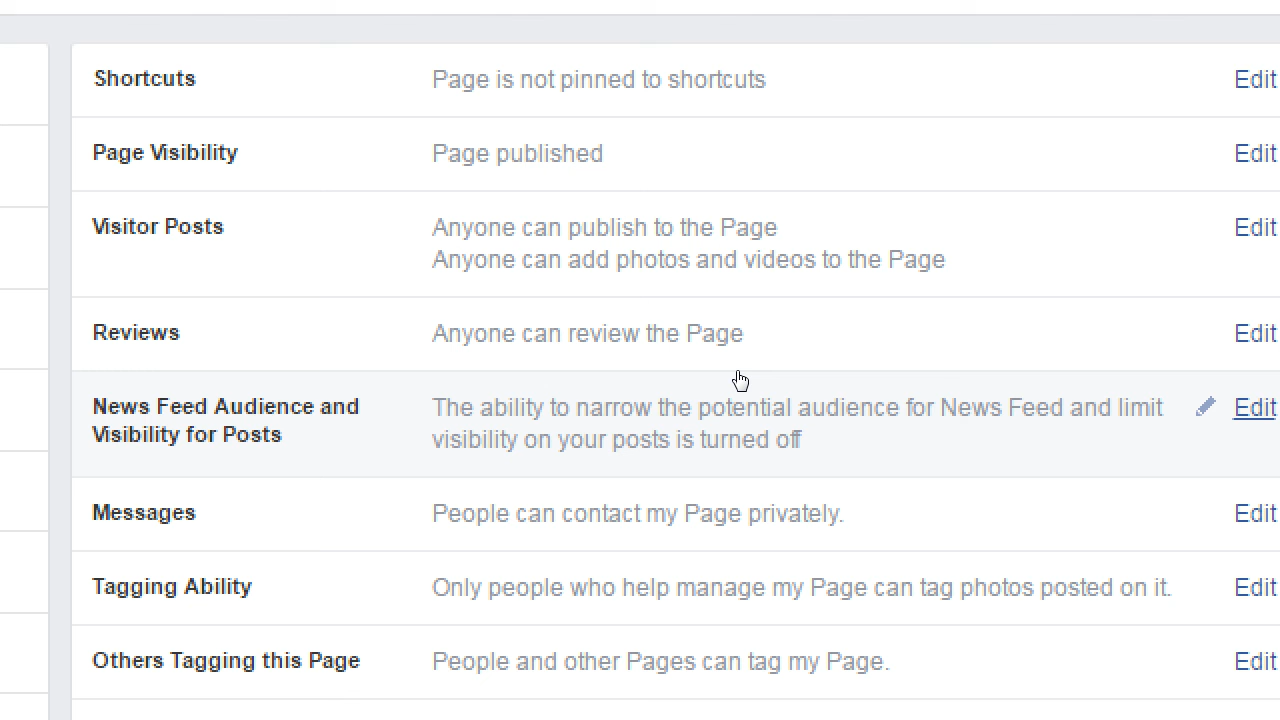 Shortcuts Page is not pinned to shortcuts Edit
Page Visibility Page published Edit
Visitor Posts Anyone can publish to the Page Edit
Anyone can add photos and videos to the Page
Reviews Anyone can review the Page Edit
News Feed Audience and The ability to narrow the potential audience for News Feed and limit Edit
Visibility for Posts visibility on your posts is turned off
Messages People can contact my Page privately. Edit
Tagging Ability Only people who help manage my Page can tag photos posted on it. Edit
Others Tagging this Page People and other Pages can tag my Page. Edit